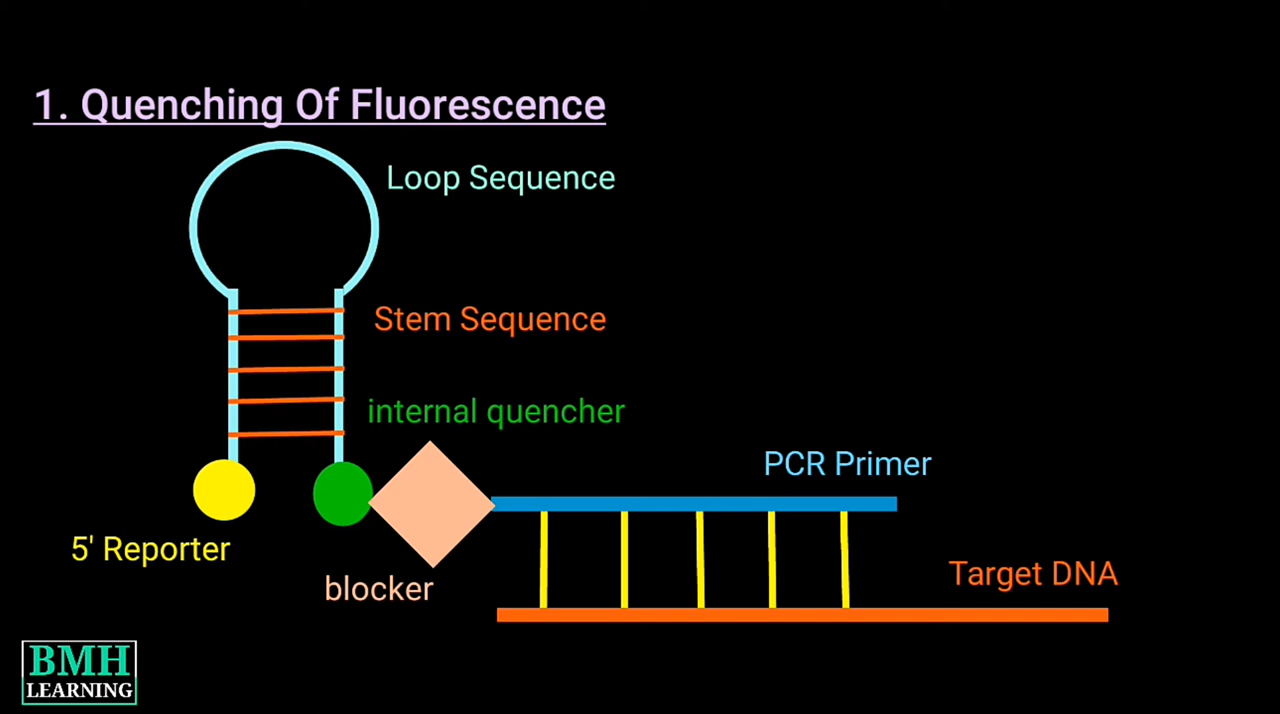 1. Quenching Of Fluorescence
Loop Sequence
Stem Sequence
internal quencher
PCR Primer
5' Reporter
Target DNA
blocker
BMH
LEARNING